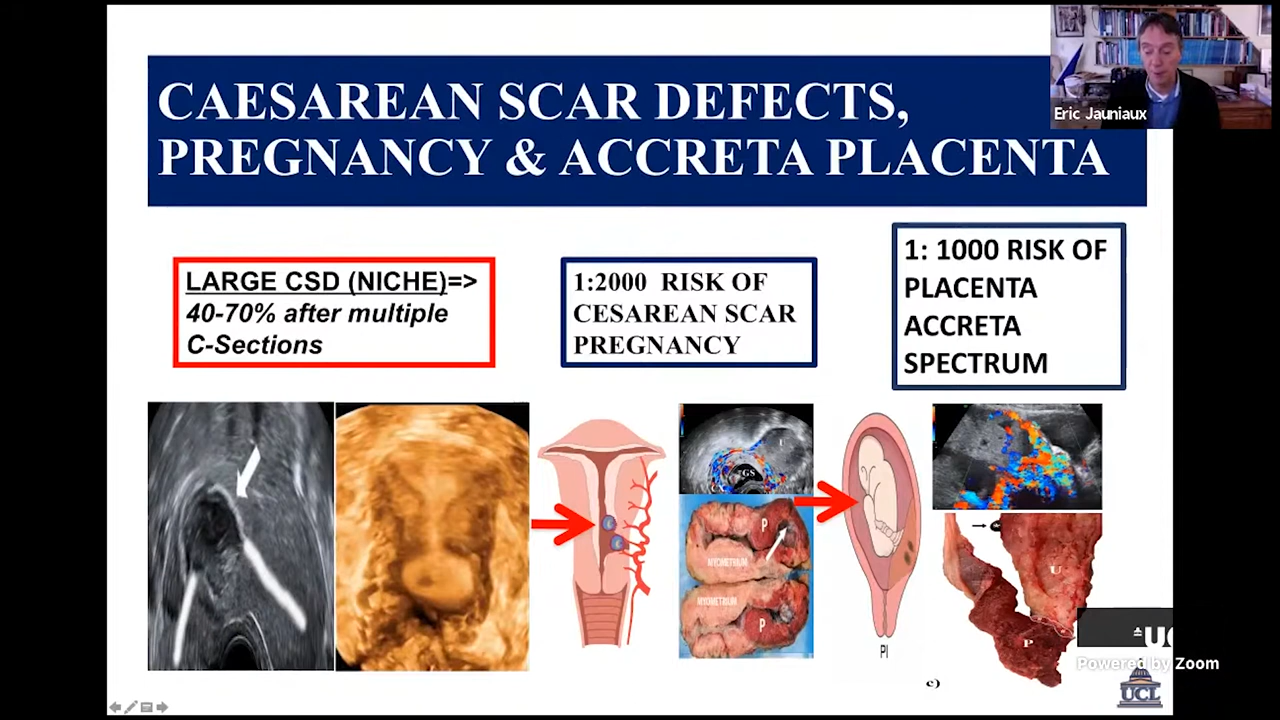 Eric Jauniaux
CAESAREAN SCAR DEFECTS,
PREGNANCY & ACCRETA PLACENTA
LARGE CSD (NICHE)=>
40-70% after multiple
C-Sections
1:2000 RISK OF
CESAREAN SCAR
PREGNANCY
1: 1000 RISK OF
PLACENTA
ACCRETA
SPECTRUM
GS
P
MYOMETRIUM
MYOMETRIUM
P
PI
U
P
c)
Powered by Zoom
UCL